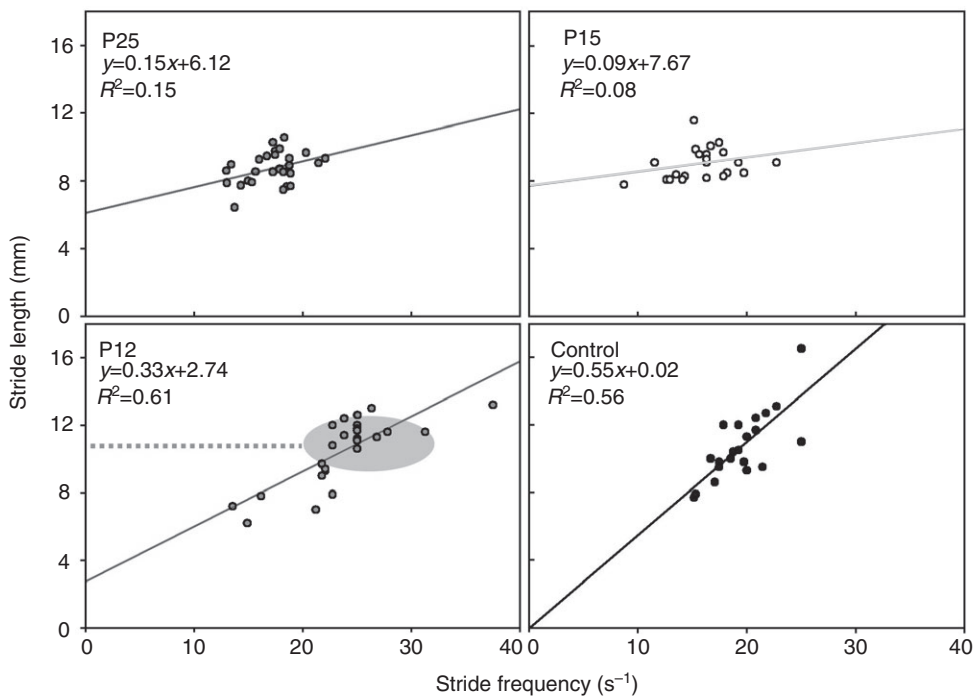 P25
y=0.15x+6.12
R²=0.15
P15
y=0.09x+7.67
R²=0.08
16
12
8
4
0
P12
y=0.33x+2.74
R²=0.61
Control
y=0.55x+0.02
R²=0.56
16
12
8
4
0
0 10 20 30 40
0 10 20 30 40
Stride length (mm)
Stride frequency (s⁻¹)